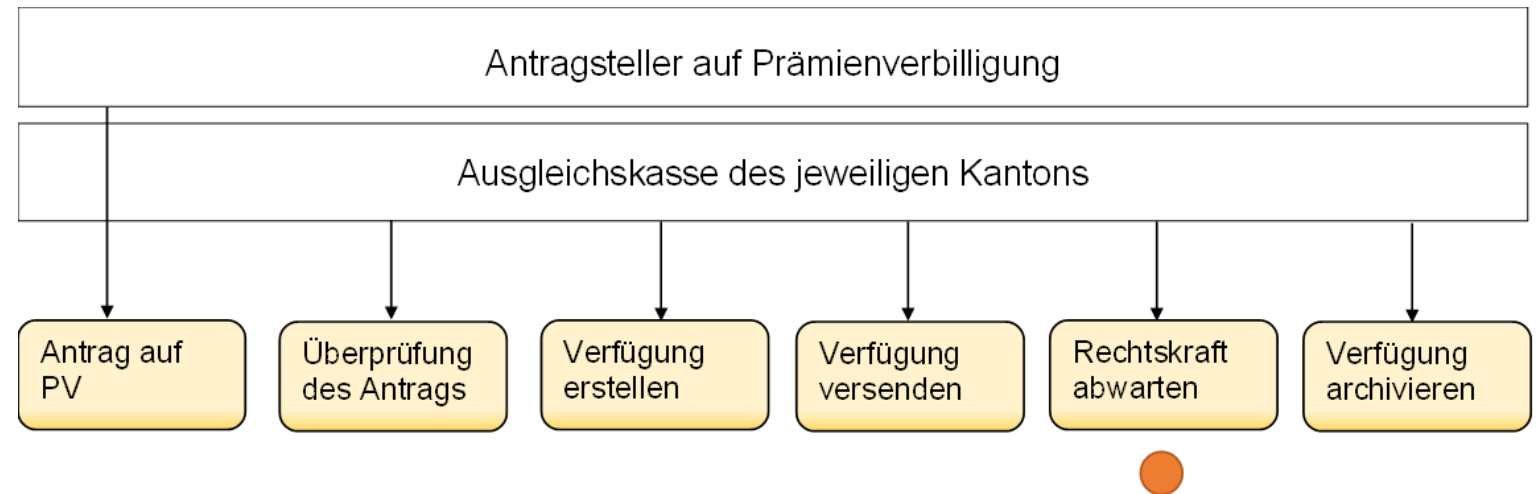 Antragsteller auf Prämienverbilligung
Ausgleichskasse des jeweiligen Kantons
Antrag auf
PV
Überprüfung
des Antrags
Verfügung
erstellen
Verfügung
versenden
Rechtskraft
abwarten
Verfügung
archivieren